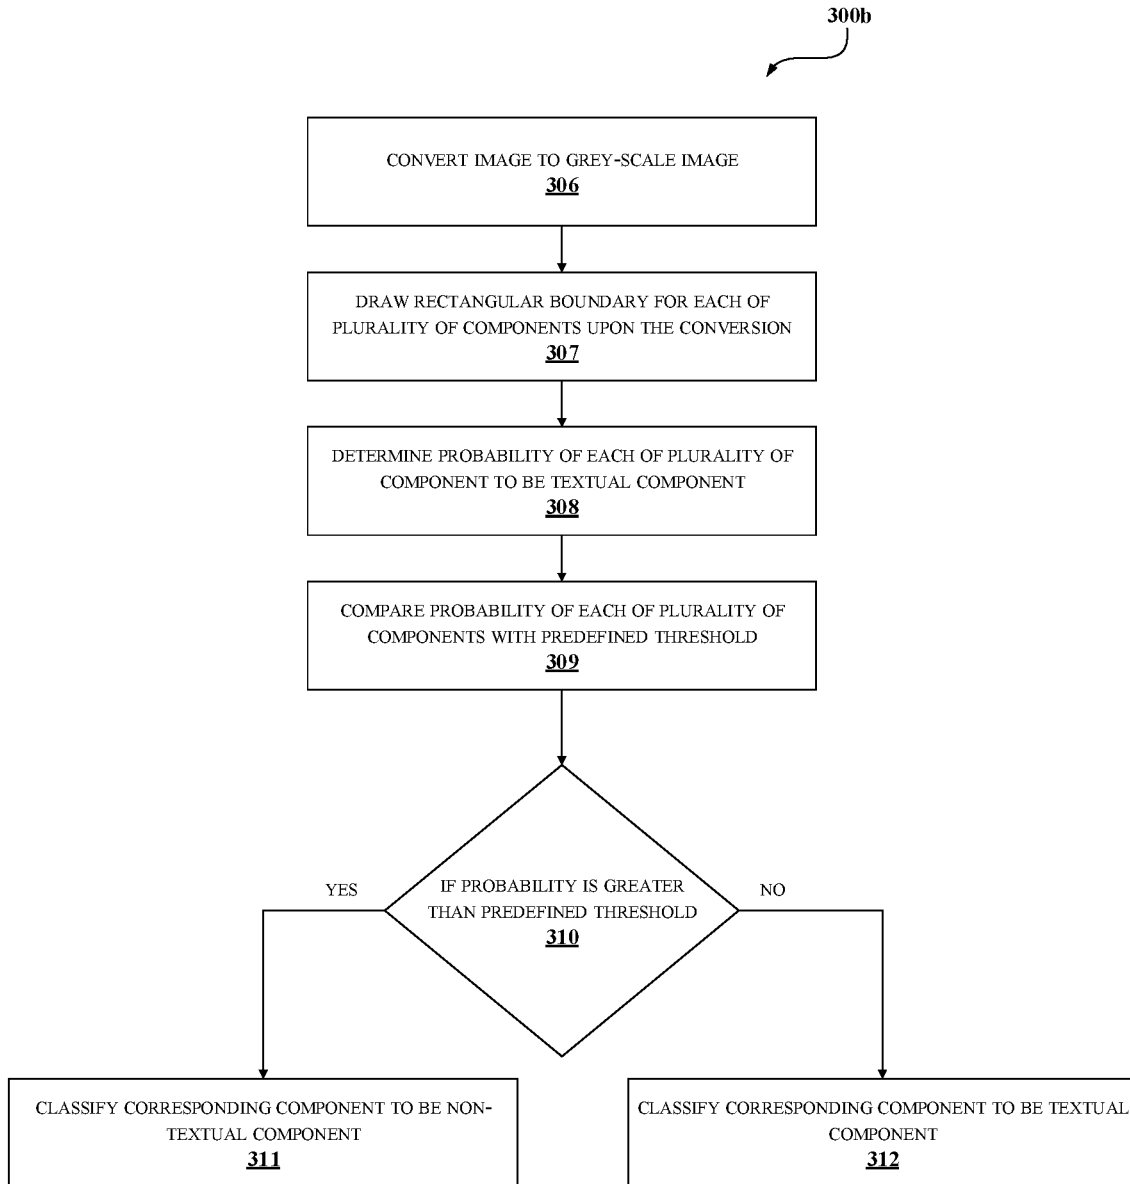 300b
CONVERT IMAGE TO GREY-SCALE IMAGE
306
DRAW RECTANGULAR BOUNDARY FOR EACH OF
PLURALITY OF COMPONENTS UPON THE CONVERSION
307
DETERMINE PROBABILITY OF EACH OF PLURALITY OF
COMPONENT TO BE TEXTUAL COMPONENT
308
COMPARE PROBABILITY OF EACH OF PLURALITY OF
COMPONENTS WITH PREDEFINED THRESHOLD
309
YES
IF PROBABILITY IS GREATER
THAN PREDEFINED THRESHOLD
310
NO
CLASSIFY CORRESPONDING COMPONENT TO BE NON-
TEXTUAL COMPONENT
311
CLASSIFY CORRESPONDING COMPONENT TO BE TEXTUAL
COMPONENT
312